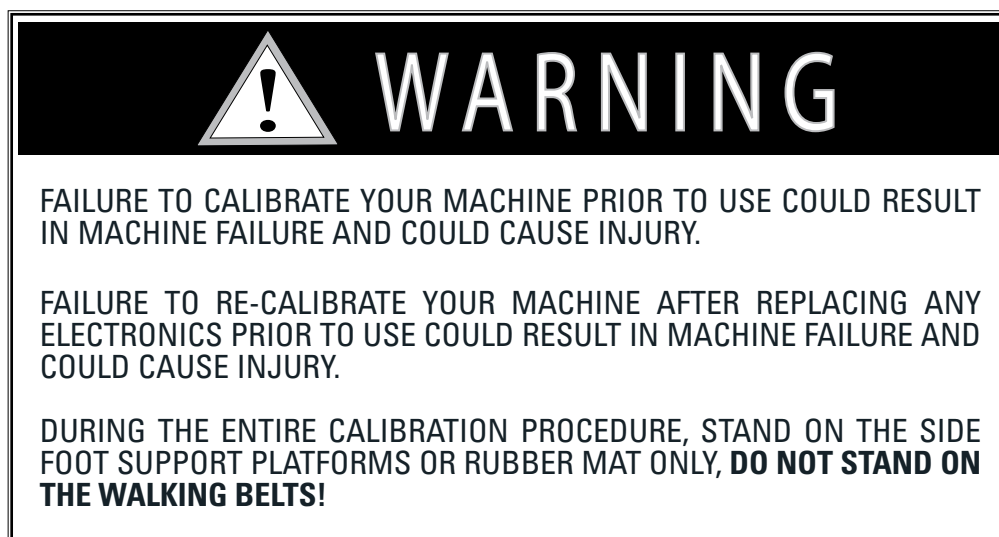 WARNING
FAILURE TO CALIBRATE YOUR MACHINE PRIOR TO USE COULD RESULT
IN MACHINE FAILURE AND COULD CAUSE INJURY.
FAILURE TO RE-CALIBRATE YOUR MACHINE AFTER REPLACING ANY
ELECTRONICS PRIOR TO USE COULD RESULT IN MACHINE FAILURE AND
COULD CAUSE INJURY.
DURING THE ENTIRE CALIBRATION PROCEDURE, STAND ON THE SIDE
FOOT SUPPORT PLATFORMS OR RUBBER MAT ONLY, DO NOT STAND ON
THE WALKING BELTS!